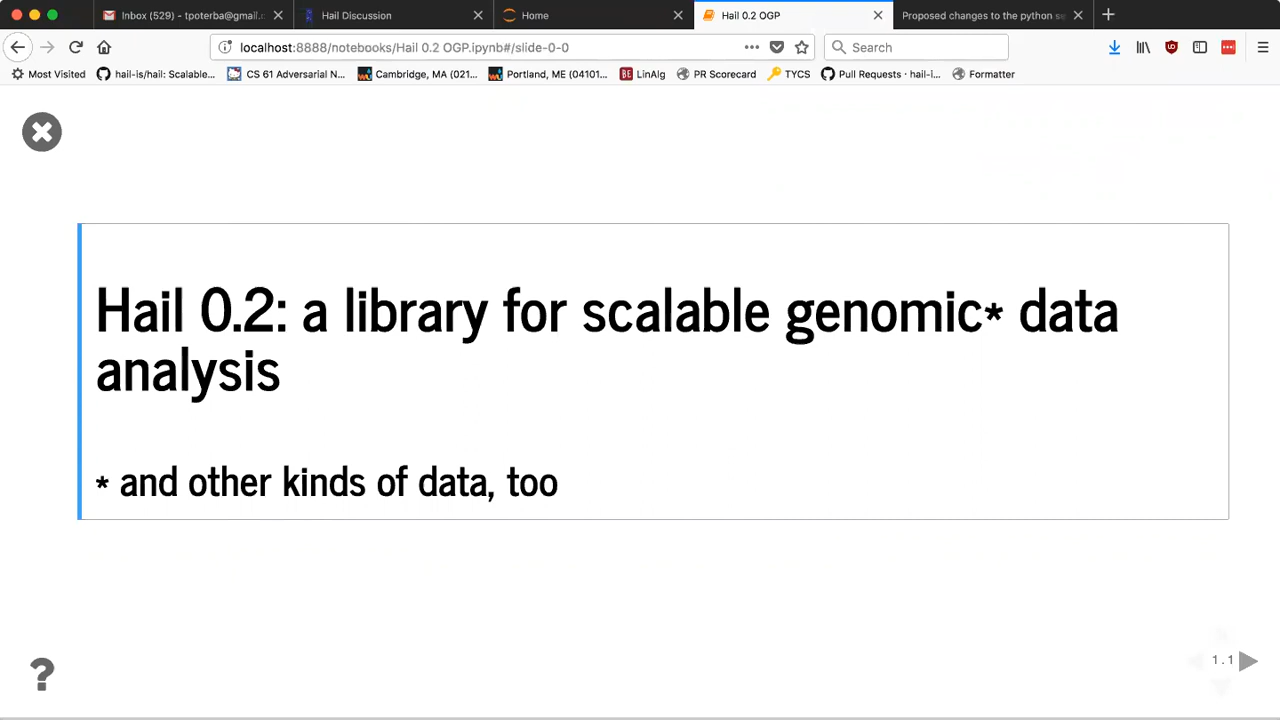 Inbox (529) - tpoterba@gmail.c
Hail Discussion
Home
Hail 0.2 OGP
Proposed changes to the python se
localhost:8888/notebooks/Hail 0.2 OGP.ipynb#/slide-0-0
Search
Most Visited
hail-is/hail: Scalable...
CS 61 Adversarial N...
Cambridge, MA (021...
Portland, ME (04101...
BE LinAlg
PR Scorecard
TYCS
Pull Requests · hail-i...
Formatter
Hail 0.2: a library for scalable genomic* data
analysis
* and other kinds of data, too
?
1.1